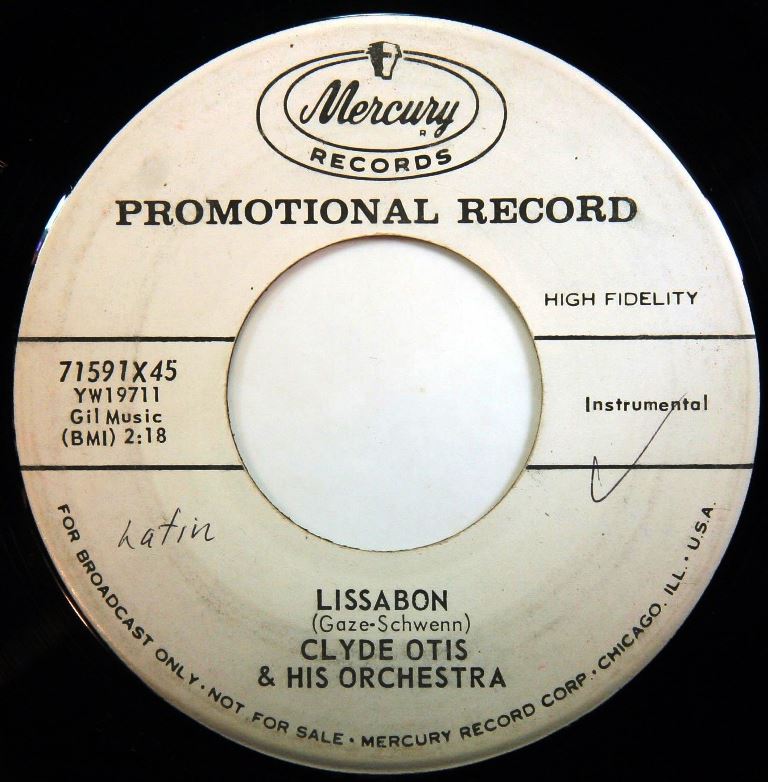 Mercury
R
RECORDS
PROMOTIONAL RECORD
HIGH FIDELITY
71591X45
YW19711
Gil Music
(BMI) 2:18
Instrumental
Latin
LISSABON
(Gaze-Schwenn)
CLYDE OTIS
& HIS ORCHESTRA
FOR BROADCAST ONLY • NOT FOR SALE • MERCURY RECORD CORP. • CHICAGO. ILL. • U.S.A.